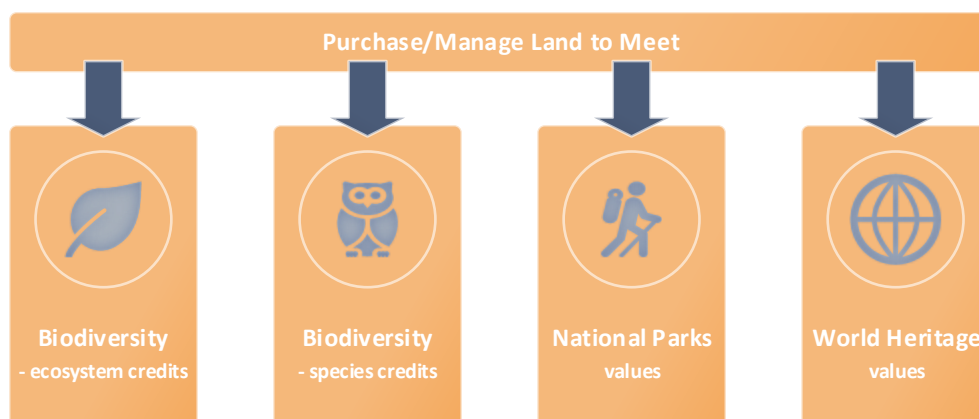 Purchase/Manage Land to Meet
Biodiversity
- ecosystem credits
Biodiversity
- species credits
National Parks
values
World Heritage
values